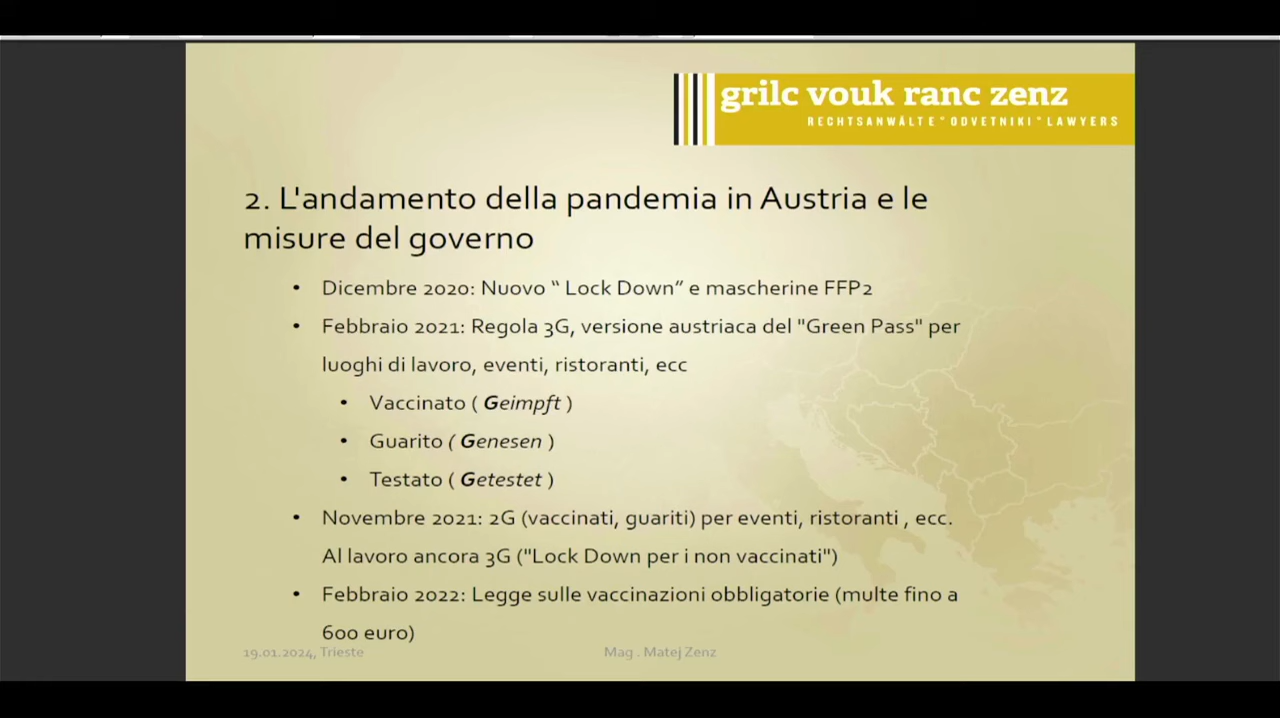 grilc vouk ranc zenz
RECHTSANWÄLTE * ODVETNIKI * LAWYERS
2. L'andamento della pandemia in Austria e le
misure del governo
• Dicembre 2020: Nuovo “ Lock Down” e mascherine FFP2
• Febbraio 2021: Regola 3G, versione austriaca del "Green Pass" per
luoghi di lavoro, eventi, ristoranti, ecc
• Vaccinato ( Geimpft )
• Guarito ( Genesen )
• Testato ( Getestet )
• Novembre 2021: 2G (vaccinati, guariti) per eventi, ristoranti , ecc.
Al lavoro ancora 3G ("Lock Down per i non vaccinati")
• Febbraio 2022: Legge sulle vaccinazioni obbligatorie (multe fino a
600 euro)
19.01.2024, Trieste
Mag . Matej Zenz